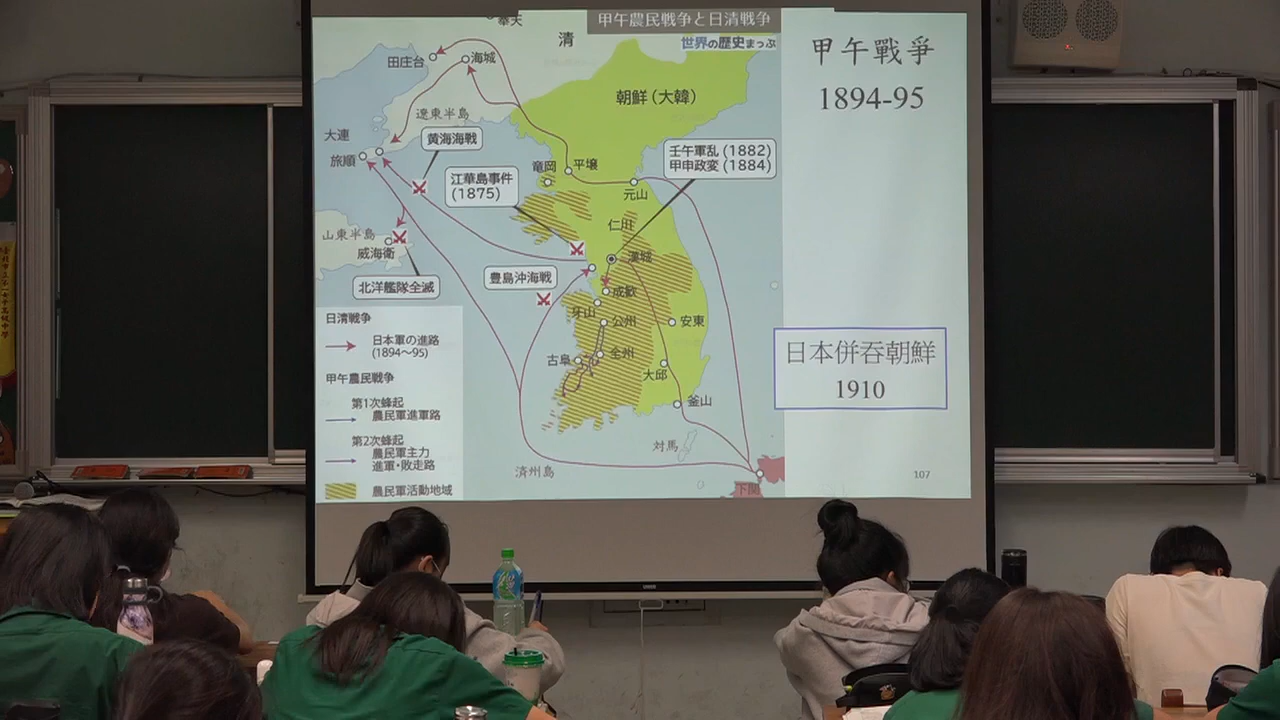 奉天
甲午農民戦争と日清戦争
世界の歴史まっぷ
清
田庄台
海城
朝鮮(大韓)
遼東半島
大連
旅順
黄海海戦
江華島事件
(1875)
竜岡
平壌
壬午軍乱(1882)
甲申政変(1884)
元山
仁川
山東半島
威海衛
漢城
北洋艦隊全滅
豊島沖海戦
成歓
牙山
公州
安東
古阜
全州
大邱
釜山
対馬
済州島
下関
日清戦争
日本軍の進路
(1894〜95)
甲午農民戦争
第1次蜂起
農民軍進軍路
第2次蜂起
農民軍主力
進軍・敗走路
農民軍活動地域
甲午戰爭
1894-95
日本併吞朝鮮
1910
107